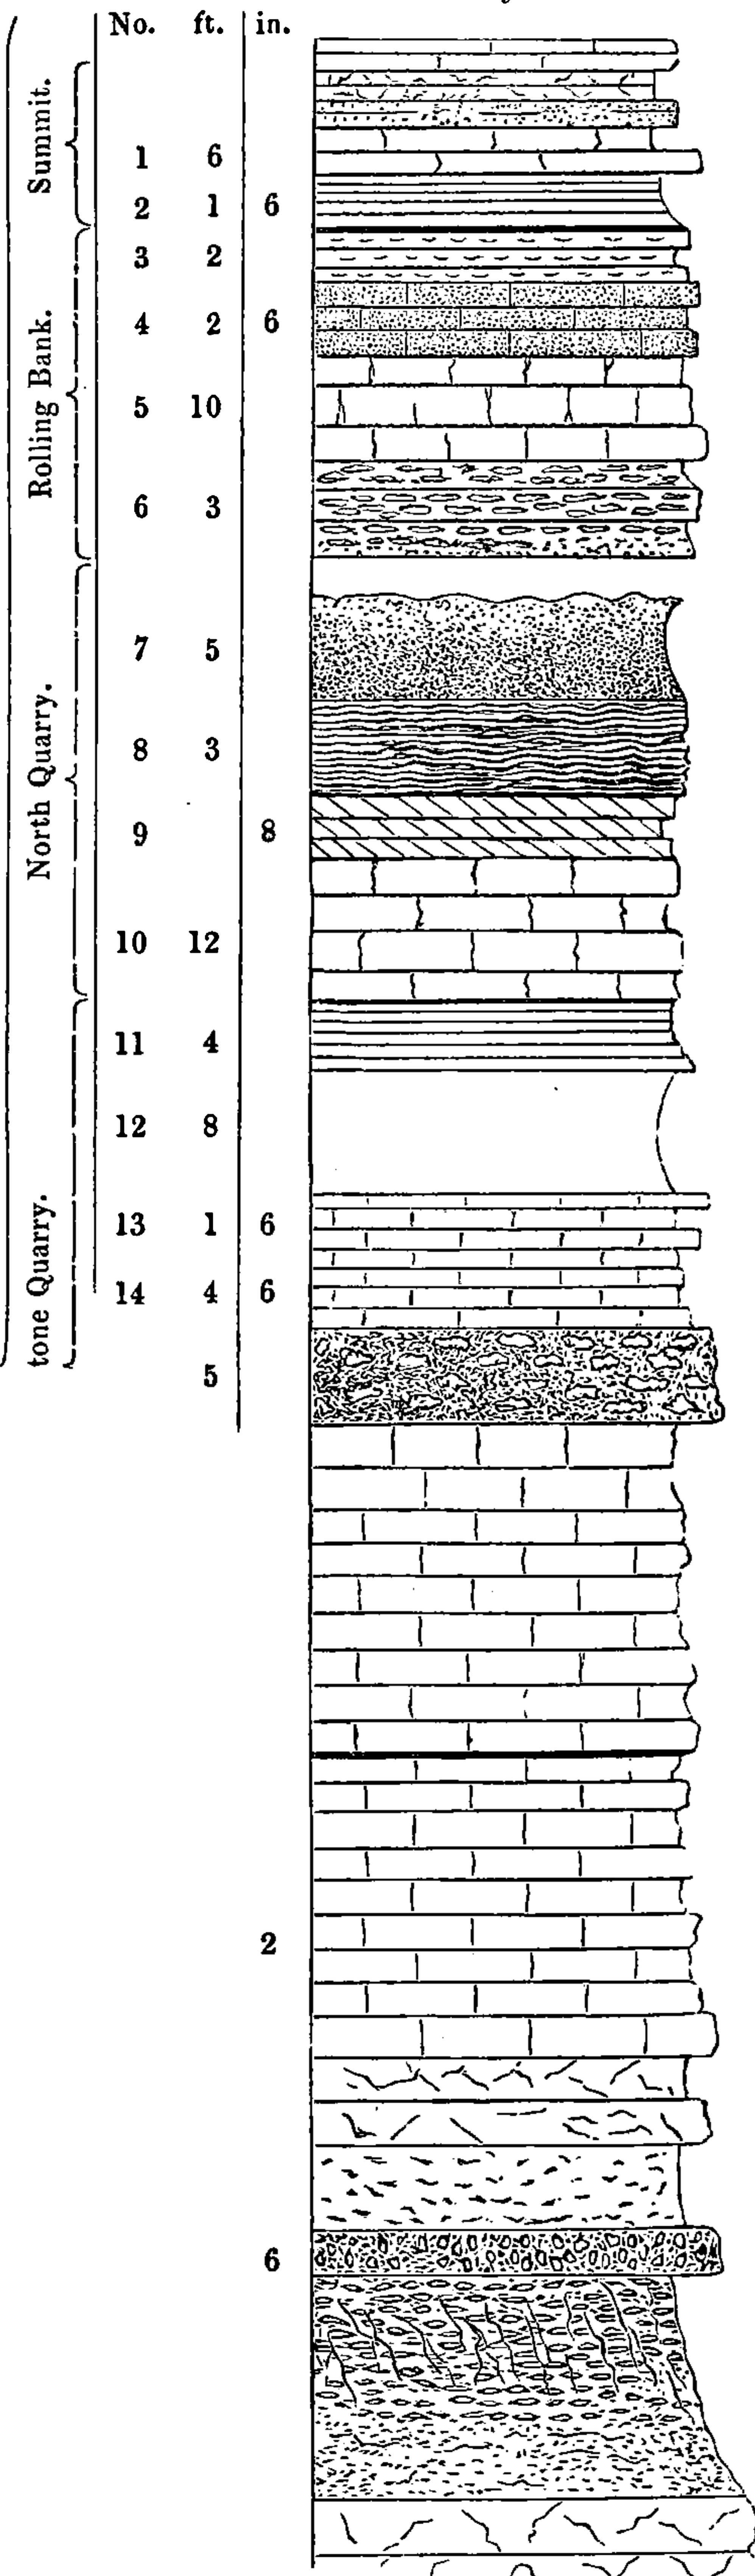 No. ft. in.
Summit.
1 6
2 1 6
Rolling Bank.
3 2
4 2 6
5 10
6 3
North Quarry.
7 5
8 3
9 8
10 12
tone Quarry.
11 4
12 8
13 1 6
14 4 6
5
2
6